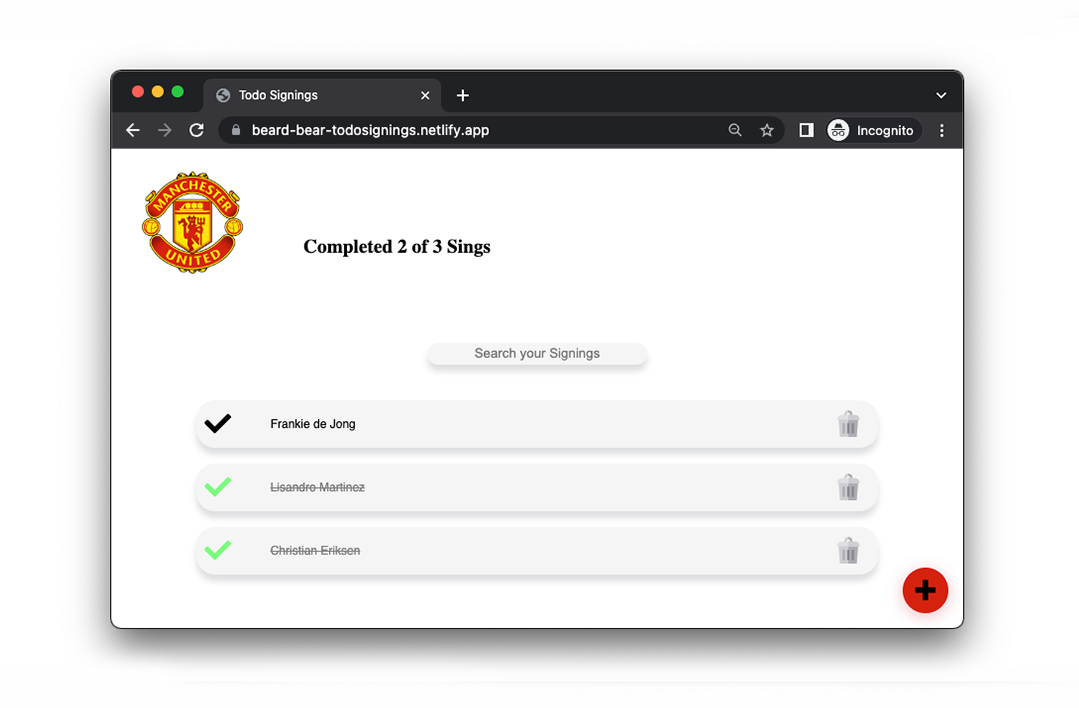 Todo Signings
beard-bear-todosignings.netlify.app
Incognito
MANCHESTER
UNITED
Completed 2 of 3 Sings
Search your Signings
Frankie de Jong
Lisandro Martinez
Christian Eriksen